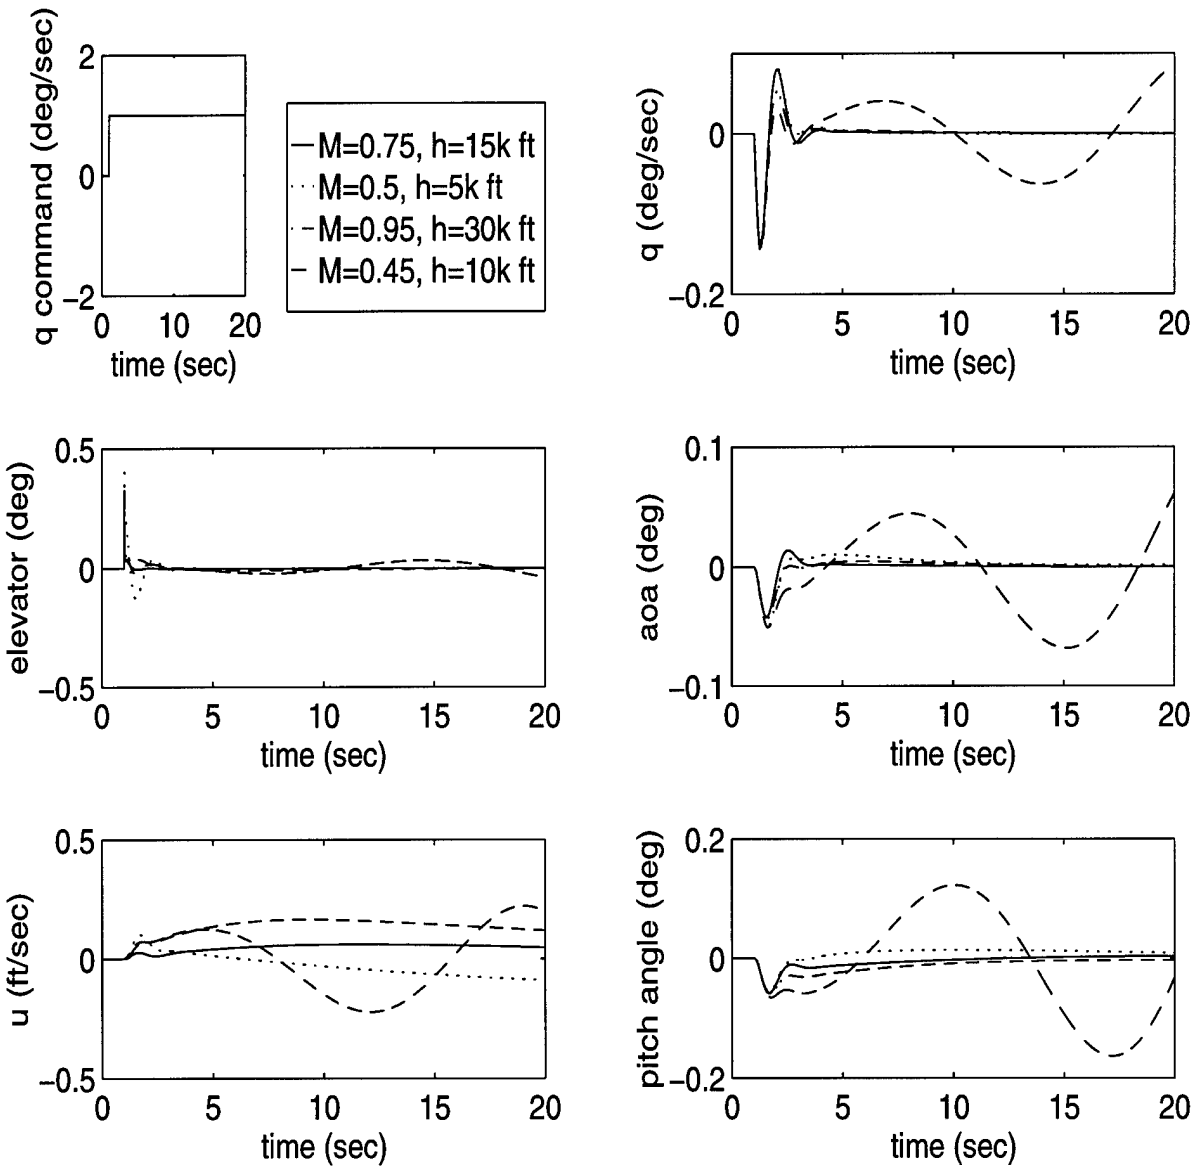 q command (deg/sec)
2
0
−2
0 10 20
time (sec)
M=0.75, h=15k ft
M=0.5, h=5k ft
M=0.95, h=30k ft
M=0.45, h=10k ft
q (deg/sec)
0
−0.2
0 5 10 15 20
time (sec)
elevator (deg)
0.5
0
−0.5
0 5 10 15 20
time (sec)
aoa (deg)
0.1
0
−0.1
0 5 10 15 20
time (sec)
u (ft/sec)
0.5
0
−0.5
0 5 10 15 20
time (sec)
pitch angle (deg)
0.2
0
−0.2
0 5 10 15 20
time (sec)